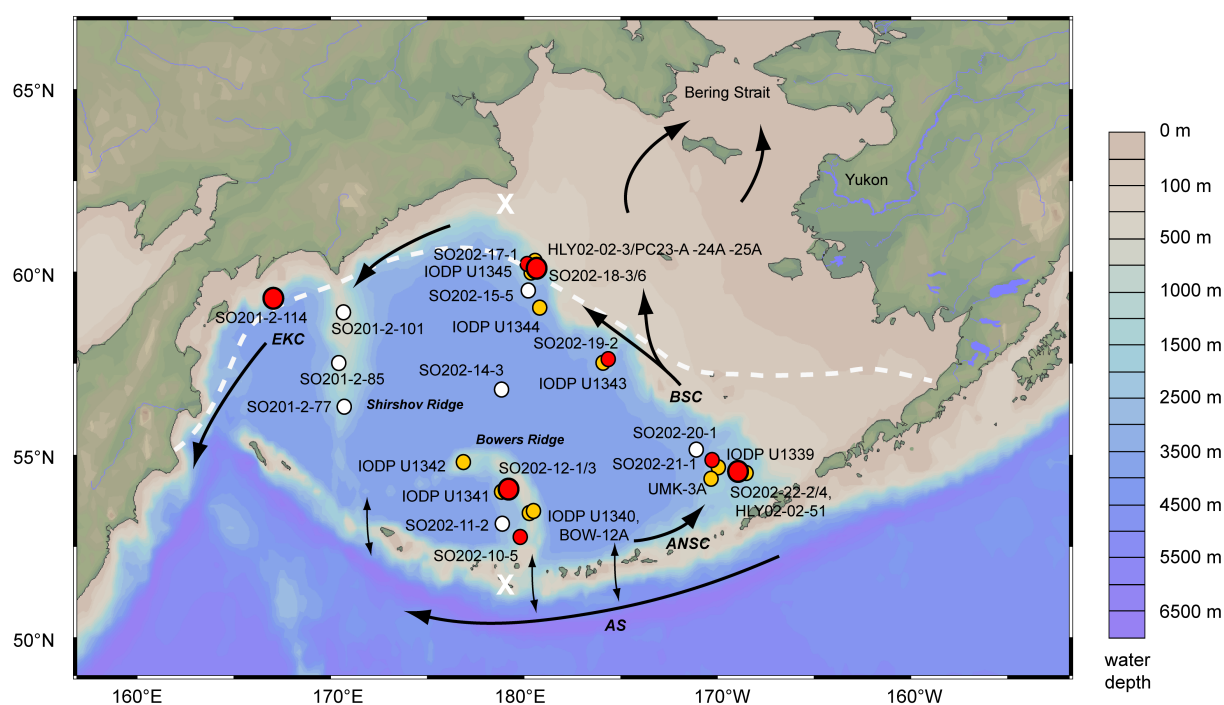 65°N
60°N
55°N
50°N
160°E
170°E
180°E
170°W
160°W
Bering Strait
Yukon
X
SO202-17-1
HLY02-02-3/PC23-A -24A -25A
IODP U1345
SO202-18-3/6
SO202-15-5
IODP U1344
SO201-2-114
SO201-2-101
EKC
SO202-19-2
SO201-2-85
SO202-14-3
IODP U1343
BSC
SO201-2-77
Shirshov Ridge
Bowers Ridge
SO202-20-1
IODP U1342
SO202-12-1/3
SO202-21-1
IODP U1339
UMK-3A
SO202-22-2/4,
HLY02-02-51
IODP U1341
SO202-11-2
IODP U1340,
BOW-12A
SO202-10-5
ANSC
X
AS
0 m
100 m
500 m
1000 m
1500 m
2500 m
3500 m
4500 m
5500 m
6500 m
water
depth